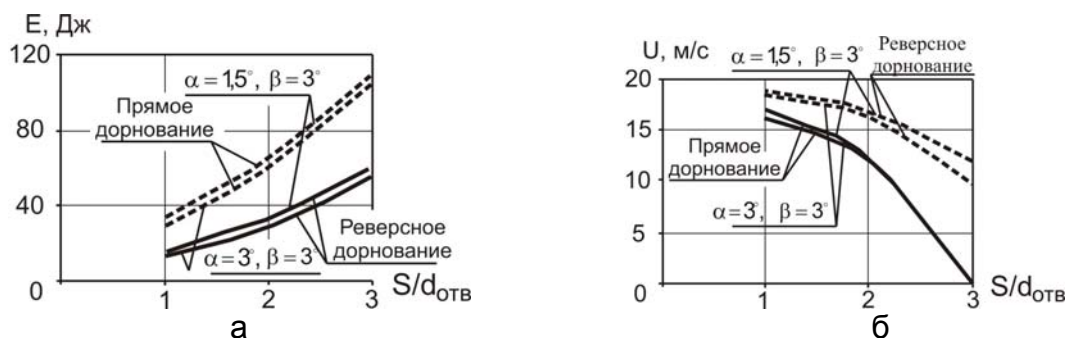 E, Дж
120
80
40
0
α = 1,5°, β = 3°
Прямое
дорнование
Реверсное
дорнование
α = 3°, β = 3°
1
2
3
S/dотв
а
U, м/с
20
15
10
5
0
α = 1,5°, β = 3°
Реверсное
дорнование
Прямое
дорнование
α = 3°, β = 3°
1
2
3
S/dотв
б